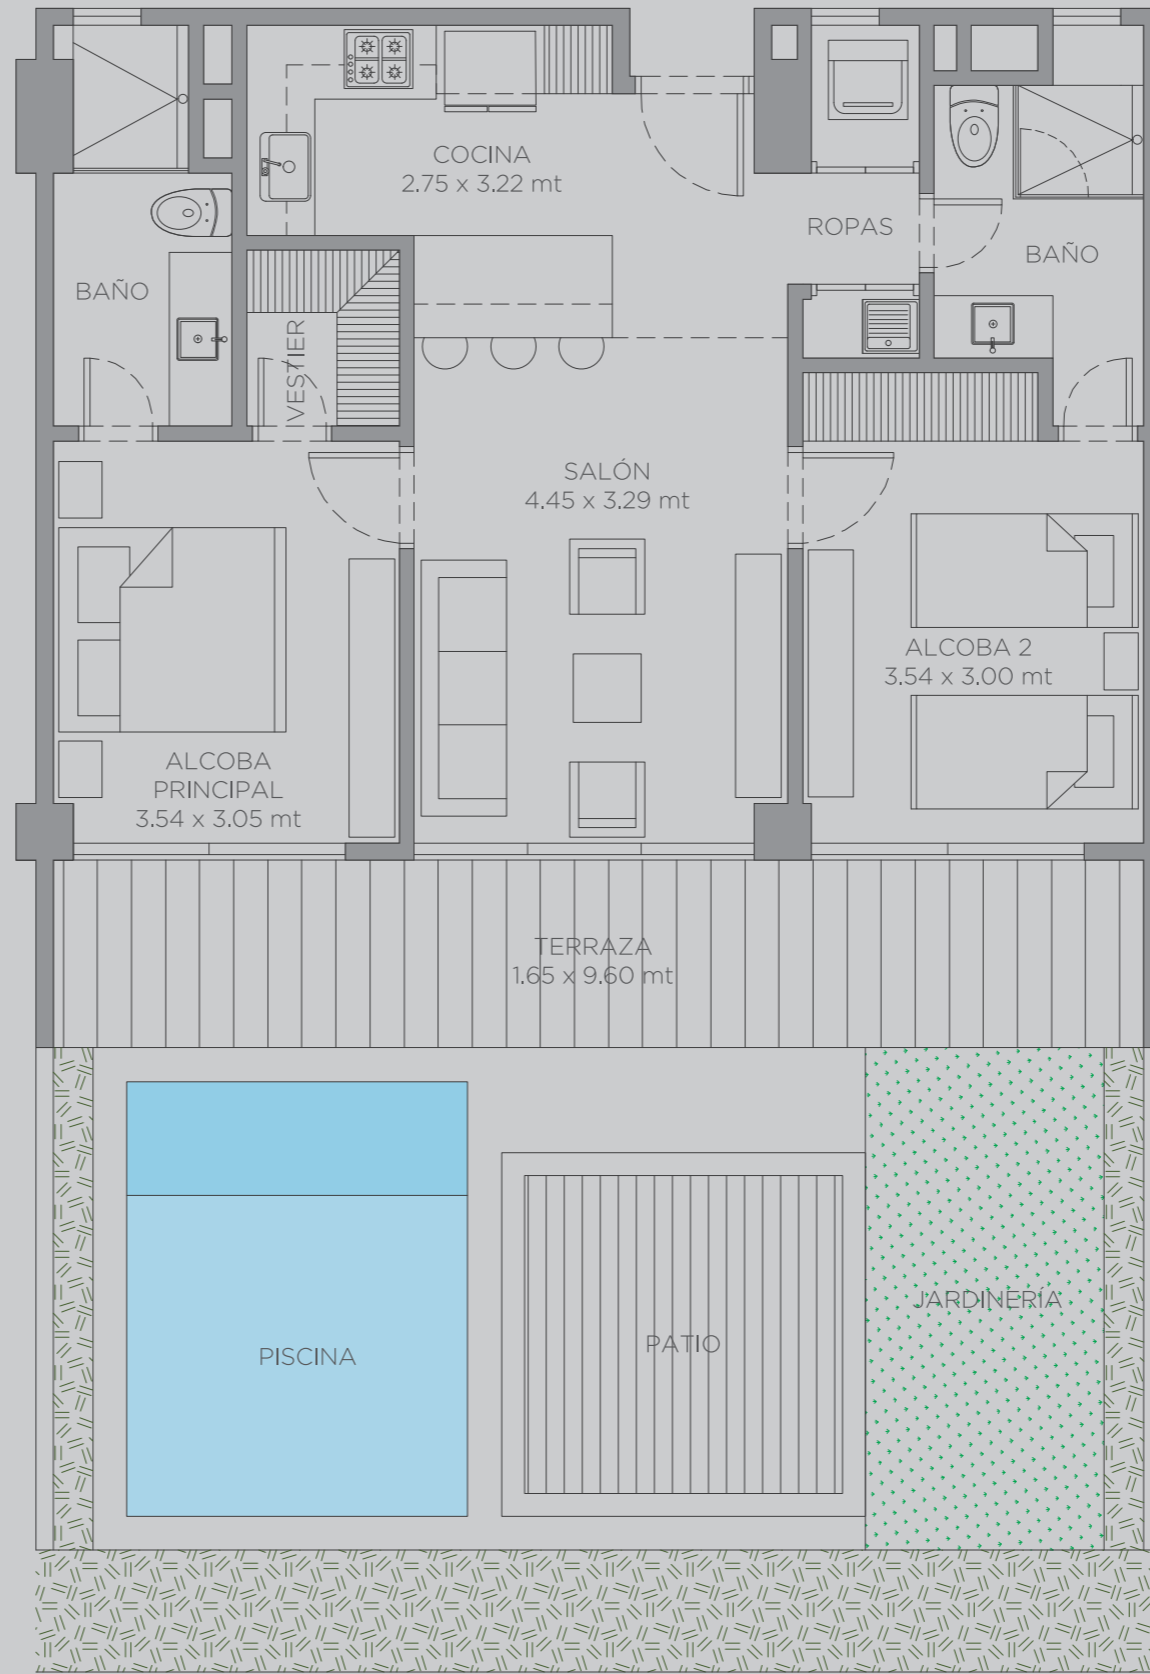 COCINA
2.75 x 3.22 mt
ROPAS
BAÑO
BAÑO
VESTIER
SALÓN
4.45 x 3.29 mt
ALCOBA 2
3.54 x 3.00 mt
ALCOBA
PRINCIPAL
3.54 x 3.05 mt
TERRAZA
1.65 x 9.60 mt
JARDINERÍA
PATIO
PISCINA